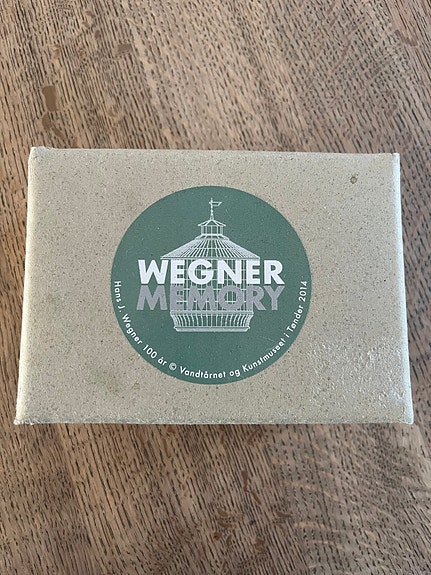 WEGNER
MEMORY
Hans J. Wegner 100 år © Vandtårnet og Kunstmuseet i Tønder 2014